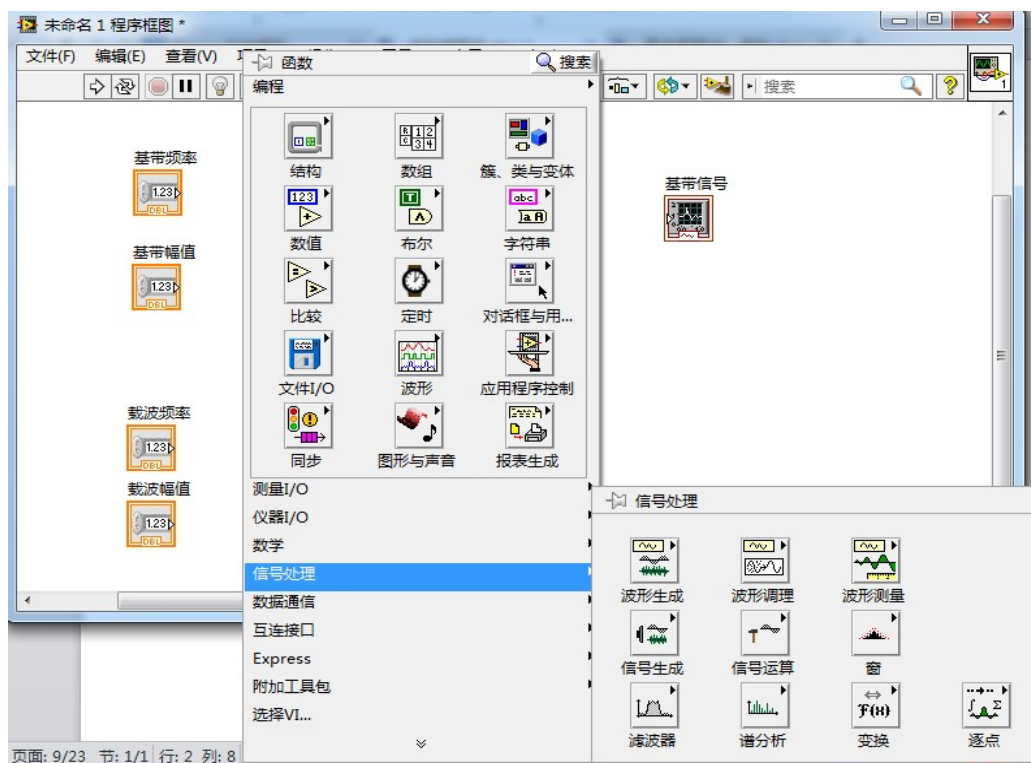 未命名 1 程序框图 *
文件(F) 编辑(E) 查看(V)
函数 搜索
编程
搜索
1
结构 数组 簇、类与变体
数值 布尔 字符串
比较 定时 对话框与用...
文件I/O 波形 应用程序控制
同步 图形与声音 报表生成
测量I/O
仪器I/O
数学
信号处理
数据通信
互连接口
Express
附加工具包
选择VI...
基带频率
1.23
DBL
基带幅值
1.23
DBL
载波频率
1.23
DBL
载波幅值
1.23
DBL
基带信号
信号处理
波形生成 波形调理 波形测量
信号生成 信号运算 窗
滤波器 谱分析 变换 逐点
页面: 9/23 节: 1/1 行: 2 列: 8